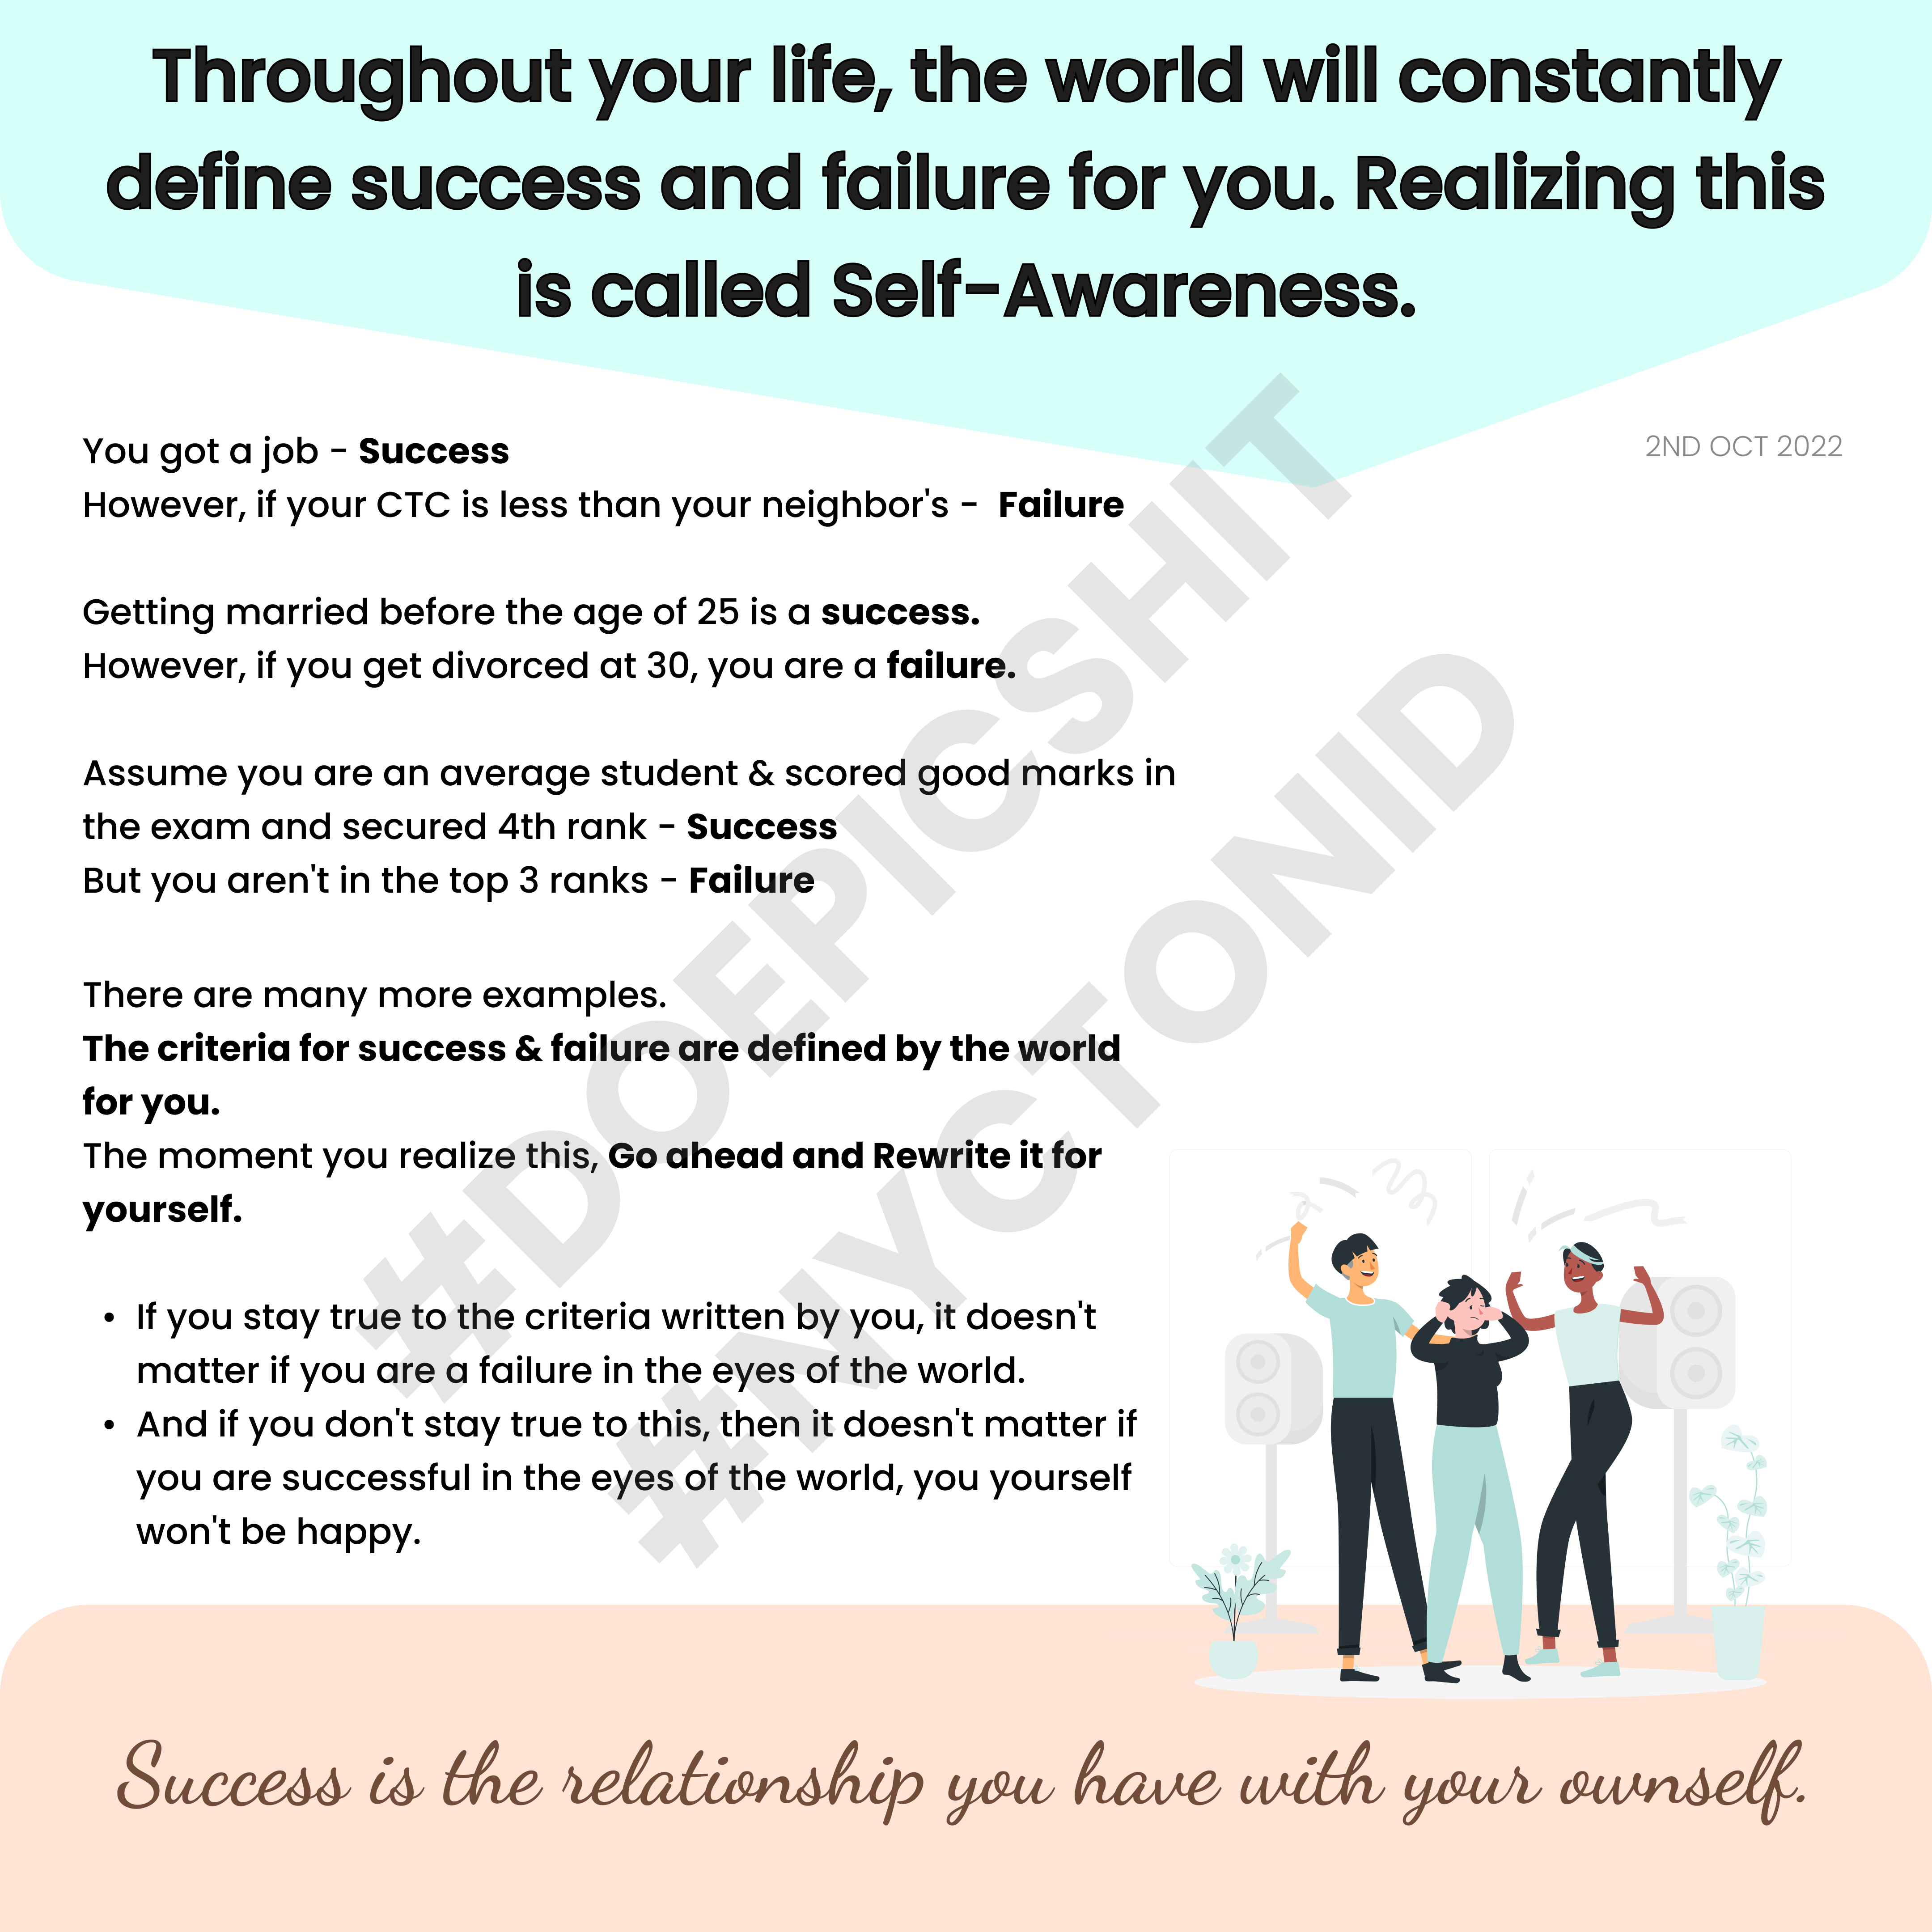 Throughout your life, the world will constantly
define success and failure for you. Realizing this
is called Self-Awareness.
2ND OCT 2022
You got a job - Success
However, if your CTC is less than your neighbor's - Failure
Getting married before the age of 25 is a success.
However, if you get divorced at 30, you are a failure.
Assume you are an average student & scored good marks in
the exam and secured 4th rank - Success
But you aren't in the top 3 ranks - Failure
There are many more examples.
The criteria for success & failure are defined by the world
for you.
The moment you realize this, Go ahead and Rewrite it for
yourself.
• If you stay true to the criteria written by you, it doesn't
matter if you are a failure in the eyes of the world.
• And if you don't stay true to this, then it doesn't matter if
you are successful in the eyes of the world, you yourself
won't be happy.
#DOEPICSHIT
#NYCTONID
Success is the relationship you have with your ownself.